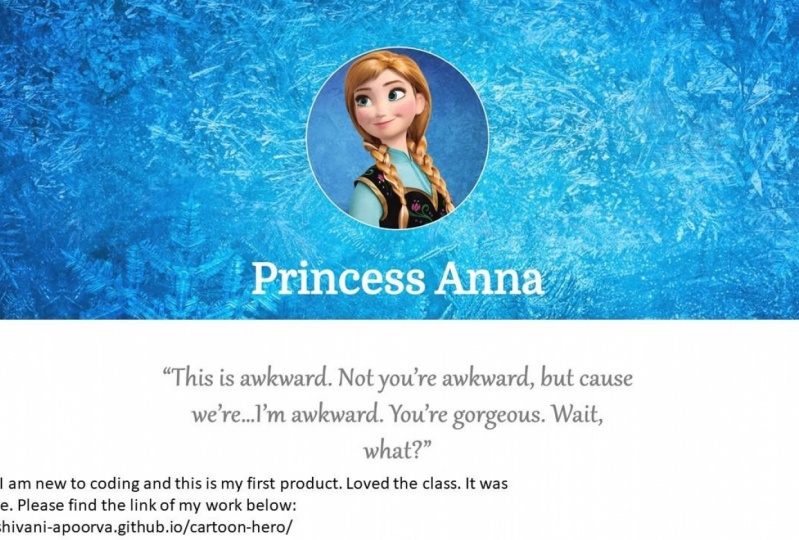 Princess Anna
“This is awkward. Not you’re awkward, but cause
we’re...I’m awkward. You’re gorgeous. Wait,
what?”
I am new to coding and this is my first product. Loved the class. It was
e. Please find the link of my work below:
shivani-apoorva.github.io/cartoon-hero/